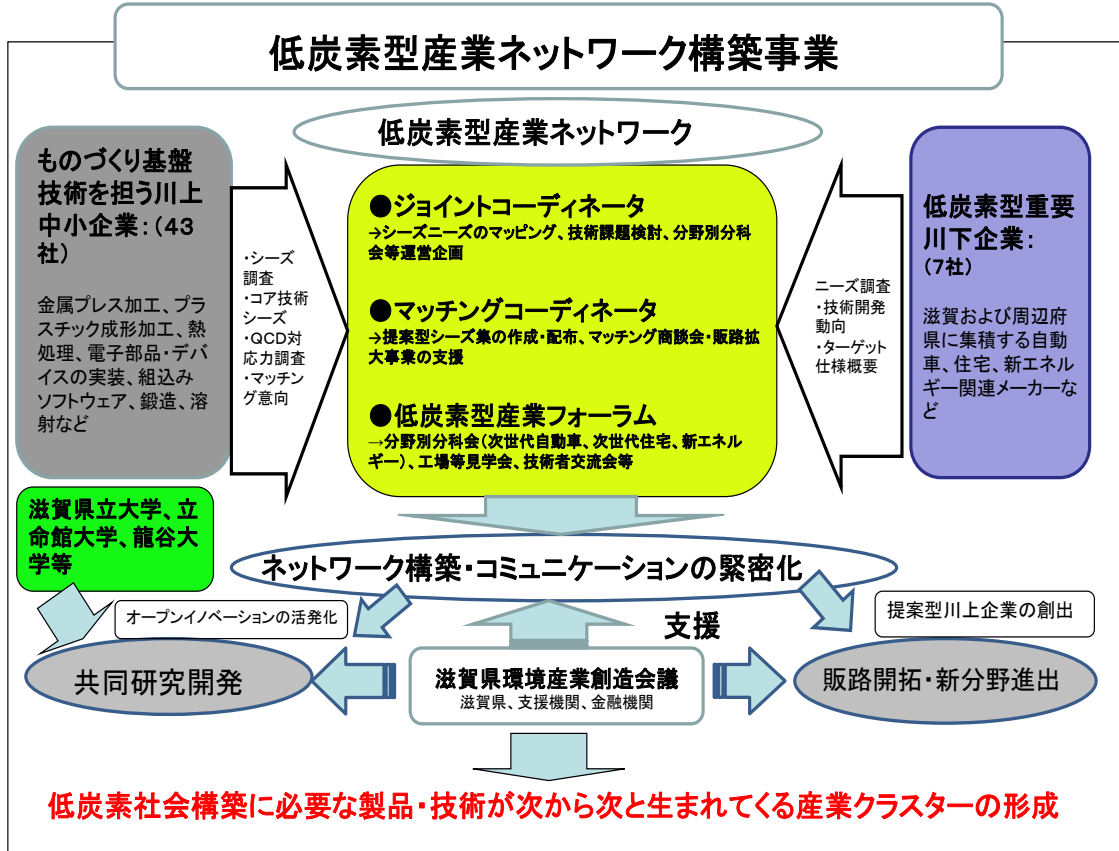 低炭素型産業ネットワーク構築事業
低炭素型産業ネットワーク
ものづくり基盤
技術を担う川上
中小企業：(43
社)
金属プレス加工、プラ
スチック成形加工、熱
処理、電子部品・デバ
イスの実装、組込み
ソフトウェア、鍛造、溶
射など
・シーズ
調査
・コア技術
シーズ
・QCD対
応力調査
・マッチン
グ意向
●ジョイントコーディネータ
→シーズニーズのマッピング、技術課題検討、分野別分科
会等運営企画
●マッチングコーディネータ
→提案型シーズ集の作成・配布、マッチング商談会・販路拡
大事業の支援
●低炭素型産業フォーラム
→分野別分科会(次世代自動車、次世代住宅、新エネル
ギー)、工場等見学会、技術者交流会等
ニーズ調査
・技術開発
動向
・ターゲット
仕様概要
低炭素型重要
川下企業：
(7社)
滋賀および周辺府
県に集積する自動
車、住宅、新エネル
ギー関連メーカーな
ど
滋賀県立大学、立
命館大学、龍谷大
学等
ネットワーク構築・コミュニケーションの緊密化
オープンイノベーションの活発化
支援
提案型川上企業の創出
共同研究開発
滋賀県環境産業創造会議
滋賀県、支援機関、金融機関
販路開拓・新分野進出
低炭素社会構築に必要な製品・技術が次から次と生まれてくる産業クラスターの形成